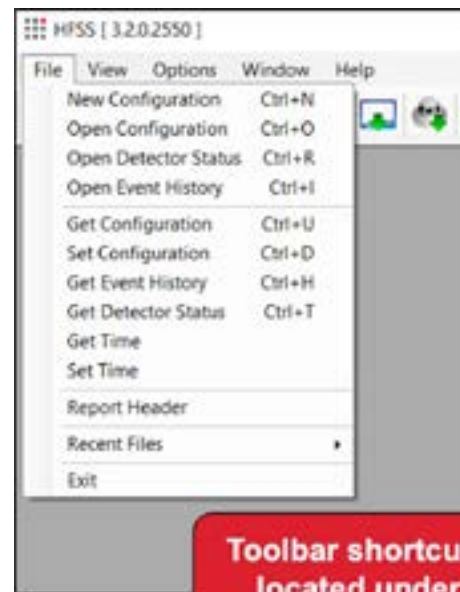 HFSS [ 3.2.0.2550 ]
File View Options Window Help
New Configuration Ctrl+N
Open Configuration Ctrl+O
Open Detector Status Ctrl+R
Open Event History Ctrl+I
Get Configuration Ctrl+U
Set Configuration Ctrl+D
Get Event History Ctrl+H
Get Detector Status Ctrl+T
Get Time
Set Time
Report Header
Recent Files
Exit
Toolbar shortcu
located under